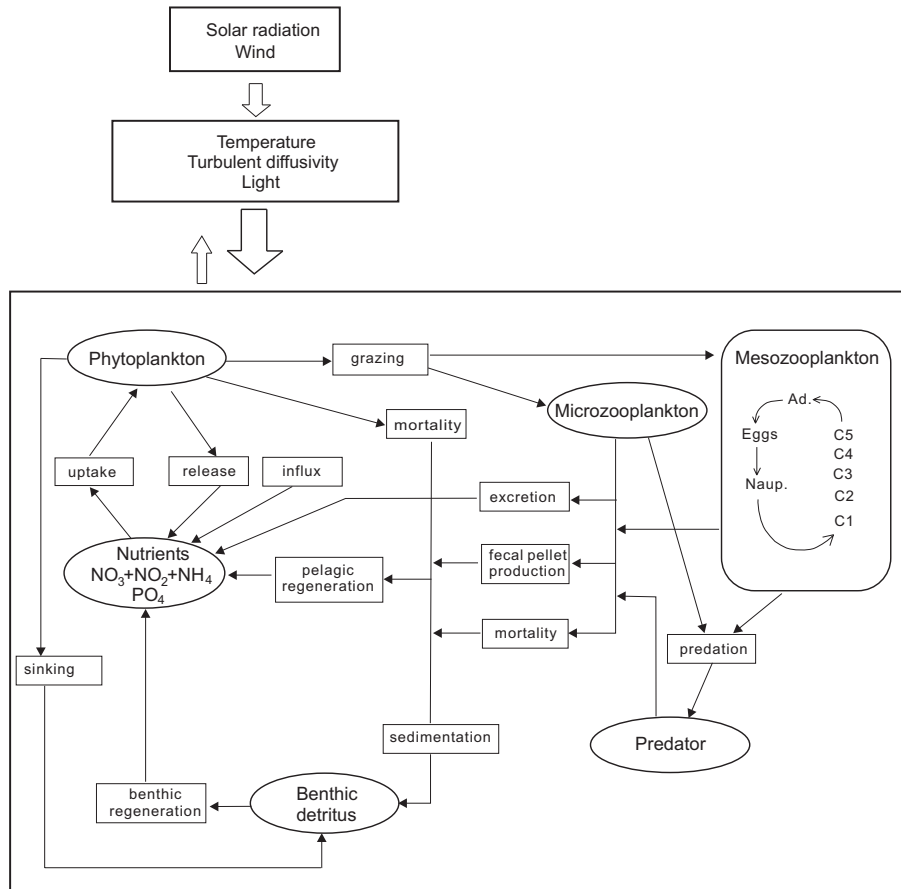 Solar radiation
Wind
Temperature
Turbulent diffusivity
Light
Phytoplankton
grazing
Mesozooplankton
Microzooplankton
mortality
Ad.
Eggs
C5
C4
C3
C2
C1
Naup.
uptake
release
influx
excretion
Nutrients
NO₃+NO₂+NH₄
PO₄
pelagic
regeneration
fecal pellet
production
mortality
predation
sinking
sedimentation
Predator
benthic
regeneration
Benthic
detritus